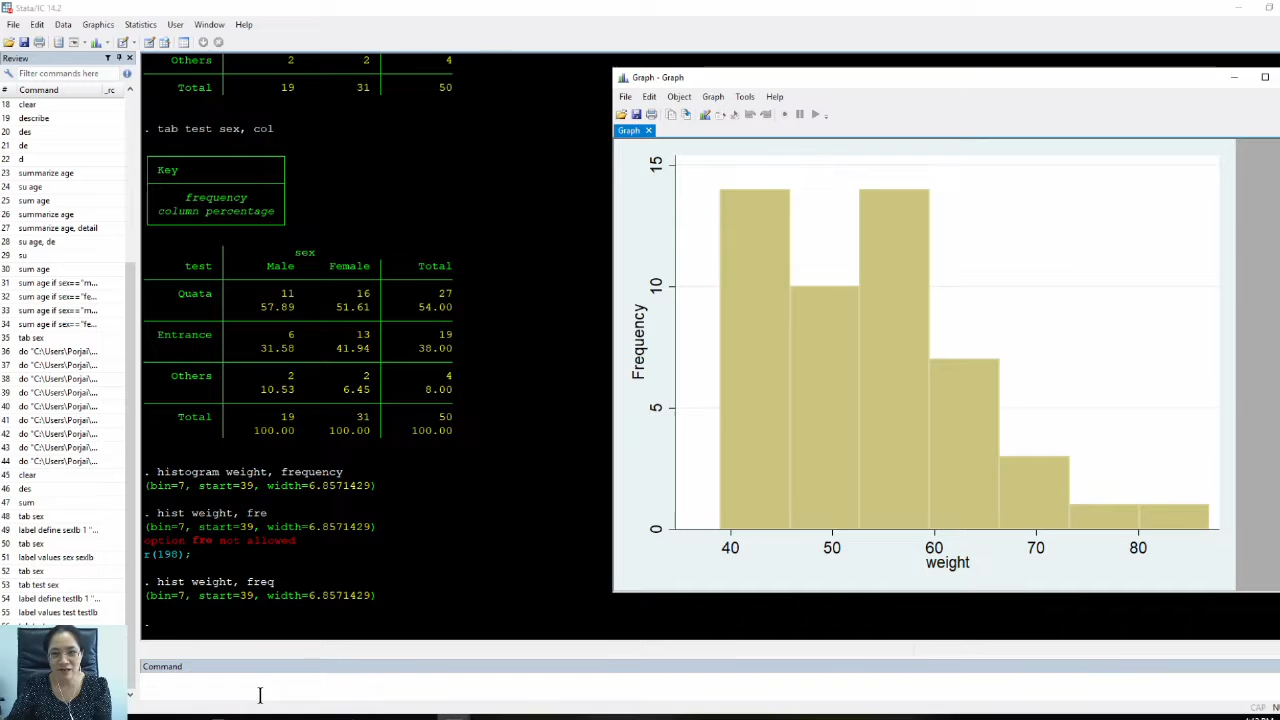 Stata/IC 14.2
File Edit Data Graphics Statistics User Window Help
Review
Filter commands here
# Command _rc
18 clear
19 describe
20 des
21 de
22 d
23 summarize age
24 su age
25 sum age
26 summarize age
27 summarize age, detail
28 su age, de
29 su
30 sum age
31 sum age if sex=="m...
32 sum age if sex=="fe...
33 sum age if sex=="m...
34 sum age if sex=="fe...
35 tab sex
36 do "C:\Users\Porjai\...
37 do "C:\Users\Porjai\...
38 do "C:\Users\Porjai\...
39 do "C:\Users\Porjai\...
40 do "C:\Users\Porjai\...
41 do "C:\Users\Porjai\...
42 do "C:\Users\Porjai\...
43 do "C:\Users\Porjai\...
44 do "C:\Users\Porjai\...
45 clear
46 des
47 sum
48 tab sex
49 label define sexlb 1 "...
50 tab sex
51 label values sex sexlb
52 tab sex
53 tab test sex
54 label define testlb 1 "...
55 label values test testlb
Others 2 2 4
Total 19 31 50
. tab test sex, col
Key
frequency
column percentage
sex
test Male Female Total
Quata 11 16 27
57.89 51.61 54.00
Entrance 6 13 19
31.58 41.94 38.00
Others 2 2 4
10.53 6.45 8.00
Total 19 31 50
100.00 100.00 100.00
. histogram weight, frequency
(bin=7, start=39, width=6.8571429)
. hist weight, fre
(bin=7, start=39, width=6.8571429)
option fre not allowed
r(198);
. hist weight, freq
(bin=7, start=39, width=6.8571429)
.
Command
Graph - Graph
File Edit Object Graph Tools Help
Graph
15
10
5
0
Frequency
40 50 60 70 80
weight
CAP